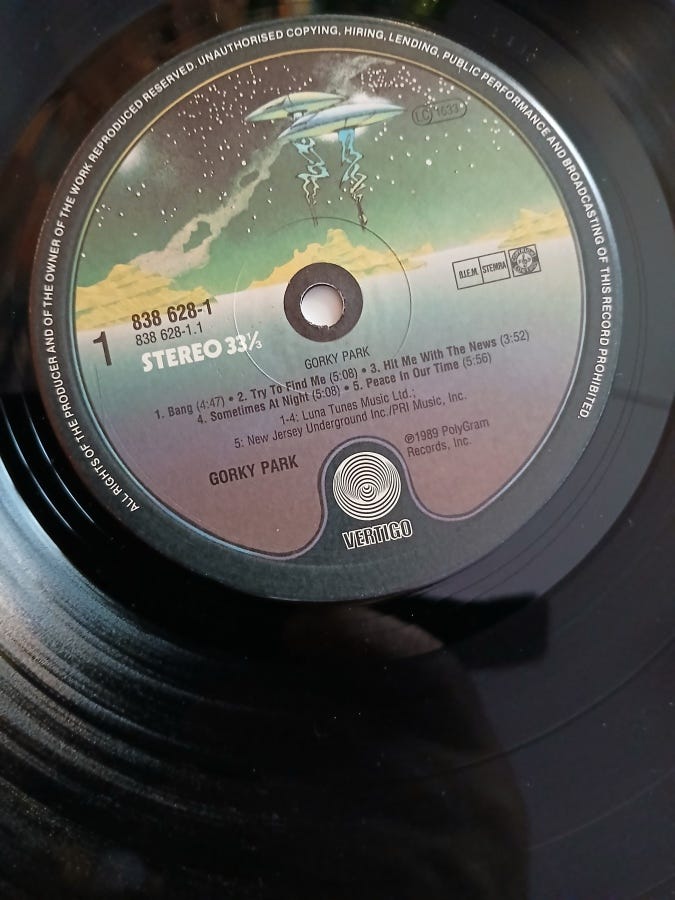 ALL RIGHTS OF THE PRODUCER AND OF THE OWNER OF THE WORK REPRODUCED RESERVED. UNAUTHORISED COPYING, HIRING, LENDING, PUBLIC PERFORMANCE AND BROADCASTING OF THIS RECORD PROHIBITED.
LC 1633
B.I.E.M. STEMRA
1
838 628-1
838 628-1.1
STEREO 33⅓
GORKY PARK
1. Bang (4:47) • 2. Try To Find Me (5:08) • 3. Hit Me With The News (3:52)
4. Sometimes At Night (5:08) • 5. Peace In Our Time (5:56)
1-4: Luna Tunes Music Ltd.;
5: New Jersey Underground Inc./PRI Music, Inc.
℗1989 PolyGram
Records, Inc.
GORKY PARK
VERTIGO